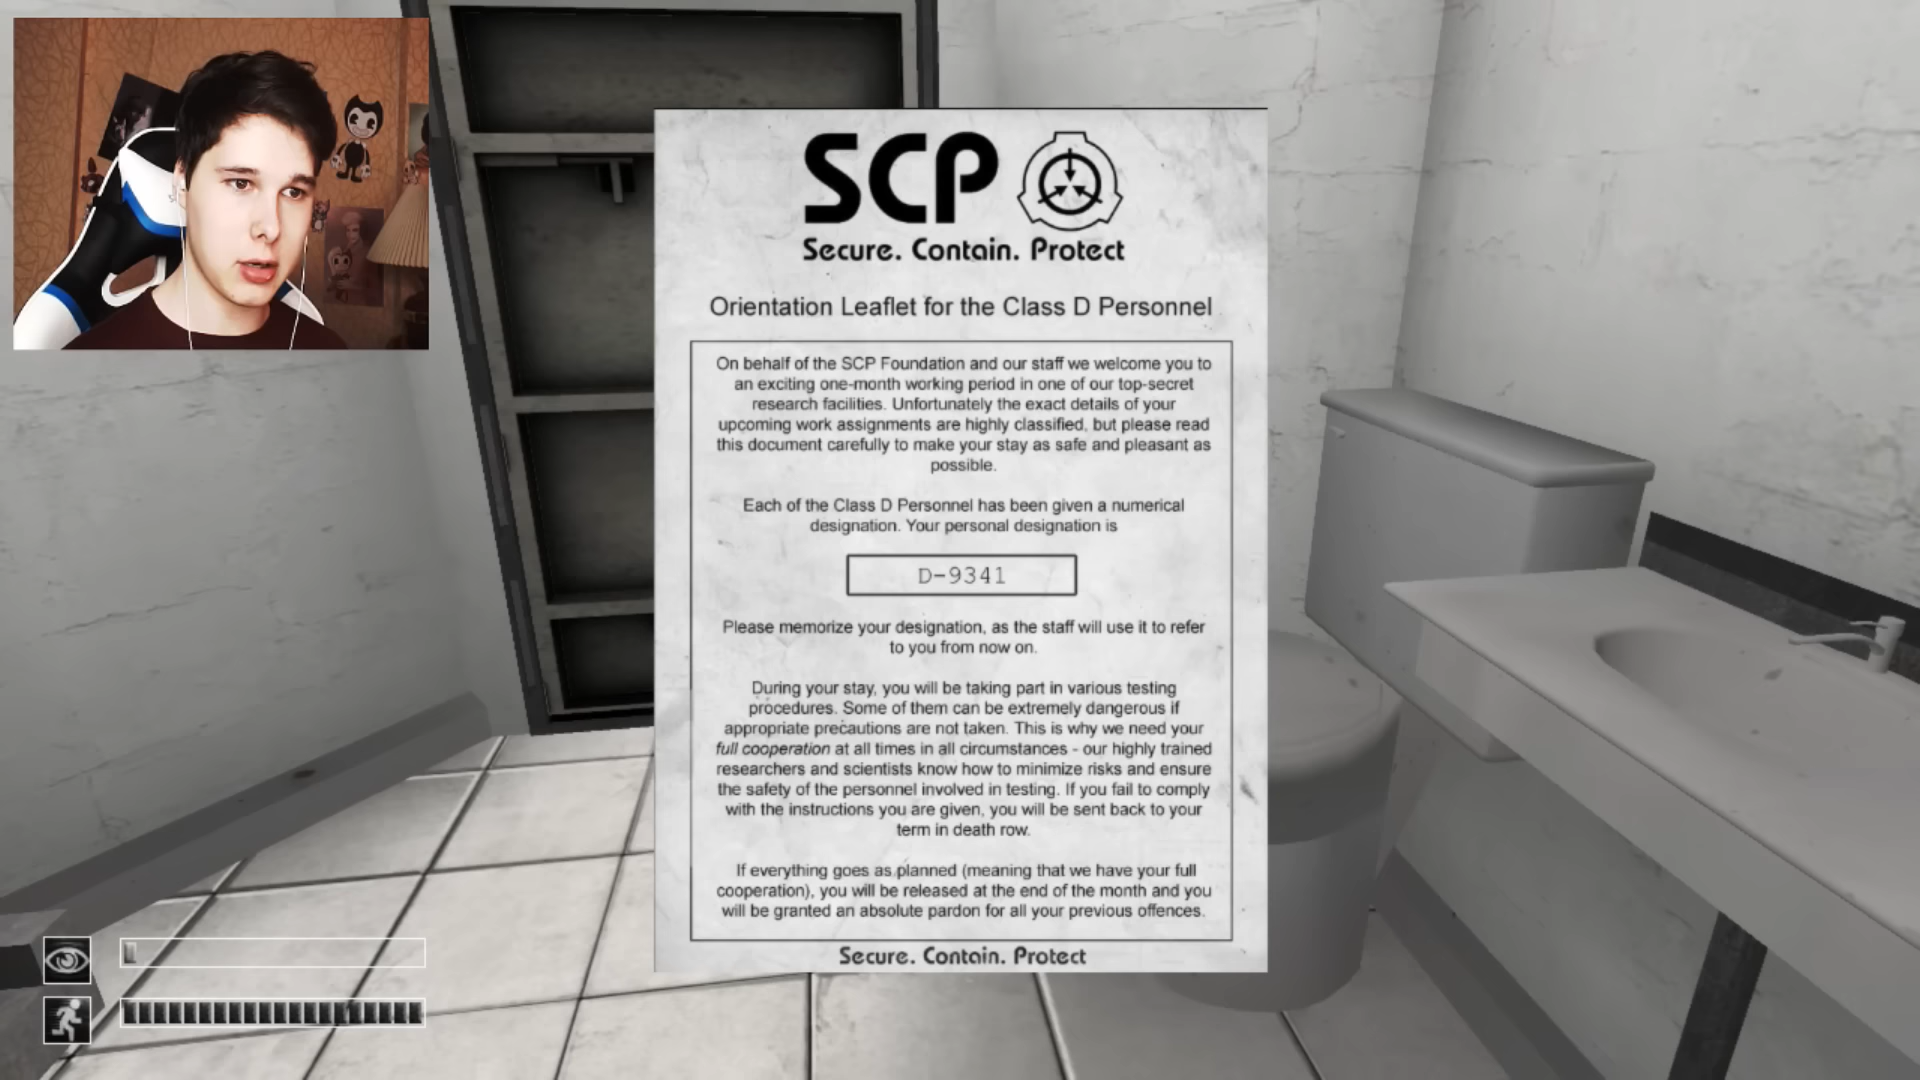 SCP
Secure. Contain. Protect
Orientation Leaflet for the Class D Personnel
On behalf of the SCP Foundation and our staff we welcome you to
an exciting one-month working period in one of our top-secret
research facilities. Unfortunately the exact details of your
upcoming work assignments are highly classified, but please read
this document carefully to make your stay as safe and pleasant as
possible.
Each of the Class D Personnel has been given a numerical
designation. Your personal designation is
D-9341
Please memorize your designation, as the staff will use it to refer
to you from now on.
During your stay, you will be taking part in various testing
procedures. Some of them can be extremely dangerous if
appropriate precautions are not taken. This is why we need your
full cooperation at all times in all circumstances - our highly trained
researchers and scientists know how to minimize risks and ensure
the safety of the personnel involved in testing. If you fail to comply
with the instructions you are given, you will be sent back to your
term in death row.
If everything goes as planned (meaning that we have your full
cooperation), you will be released at the end of the month and you
will be granted an absolute pardon for all your previous offences.
Secure. Contain. Protect